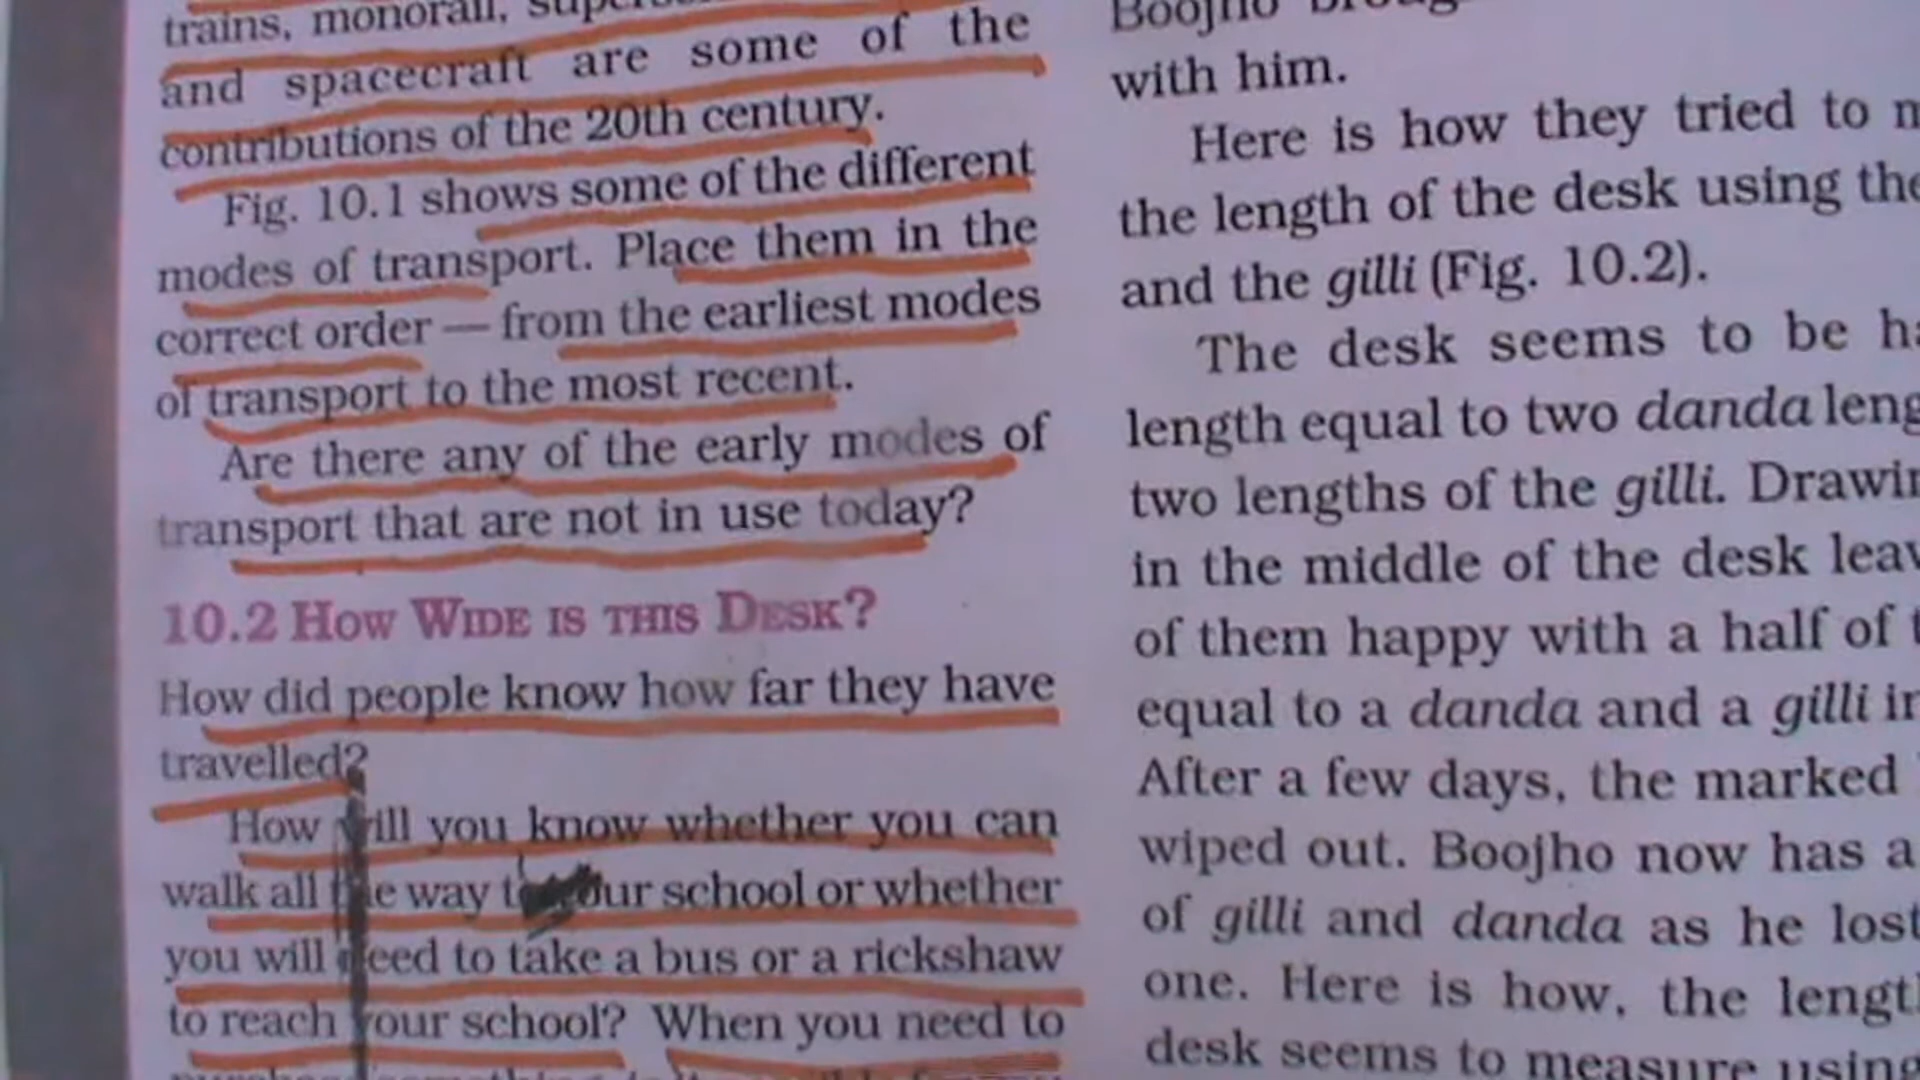 trains, monorail,
and spacecraft are some of the
contributions of the 20th century.
Fig. 10.1 shows some of the different
modes of transport. Place them in the
correct order — from the earliest modes
of transport to the most recent.
Are there any of the early modes of
transport that are not in use today?
10.2 HOW WIDE IS THIS DESK?
How did people know how far they have
travelled?
How will you know whether you can
walk all the way to your school or whether
you will need to take a bus or a rickshaw
to reach your school? When you need to
Boojho
with him.
Here is how they tried to
the length of the desk using the
and the gilli (Fig. 10.2).
The desk seems to be
length equal to two danda
two lengths of the gilli.
in the middle of the desk
of them happy with a half of
equal to a danda and a gilli
After a few days, the marked
wiped out. Boojho now has a
of gilli and danda as he lost
one. Here is how, the
desk seems to measure using